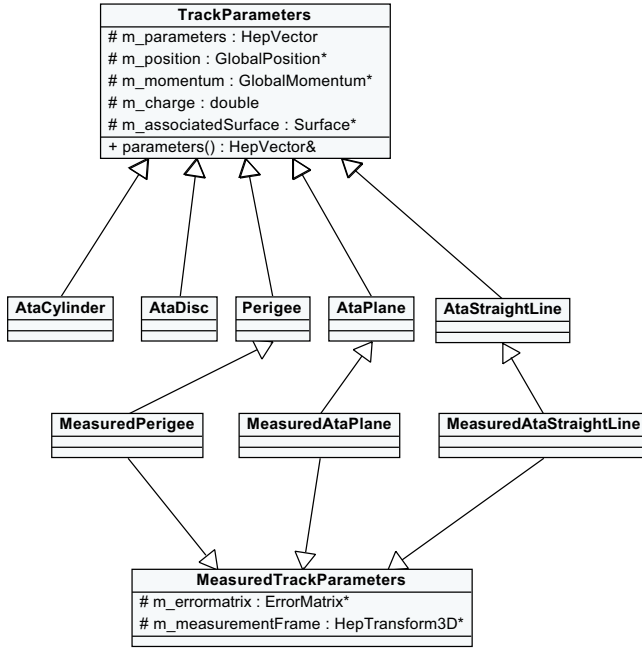 TrackParameters
# m_parameters : HepVector
# m_position : GlobalPosition*
# m_momentum : GlobalMomentum*
# m_charge : double
# m_associatedSurface : Surface*
+ parameters() : HepVector&
AtaCylinder
AtaDisc
Perigee
AtaPlane
AtaStraightLine
MeasuredPerigee
MeasuredAtaPlane
MeasuredAtaStraightLine
MeasuredTrackParameters
# m_errormatrix : ErrorMatrix*
# m_measurementFrame : HepTransform3D*